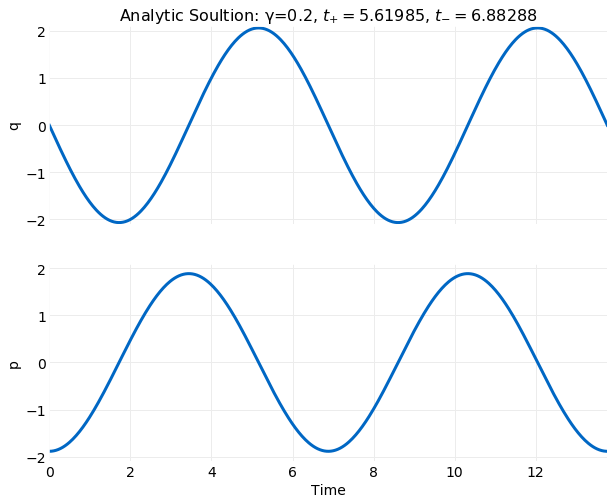 Analytic Soultion: γ=0.2, t₊ = 5.61985, t₋ = 6.88288
2
1
0
−1
−2
q
2
1
0
−1
−2
p
0 2 4 6 8 10 12
Time